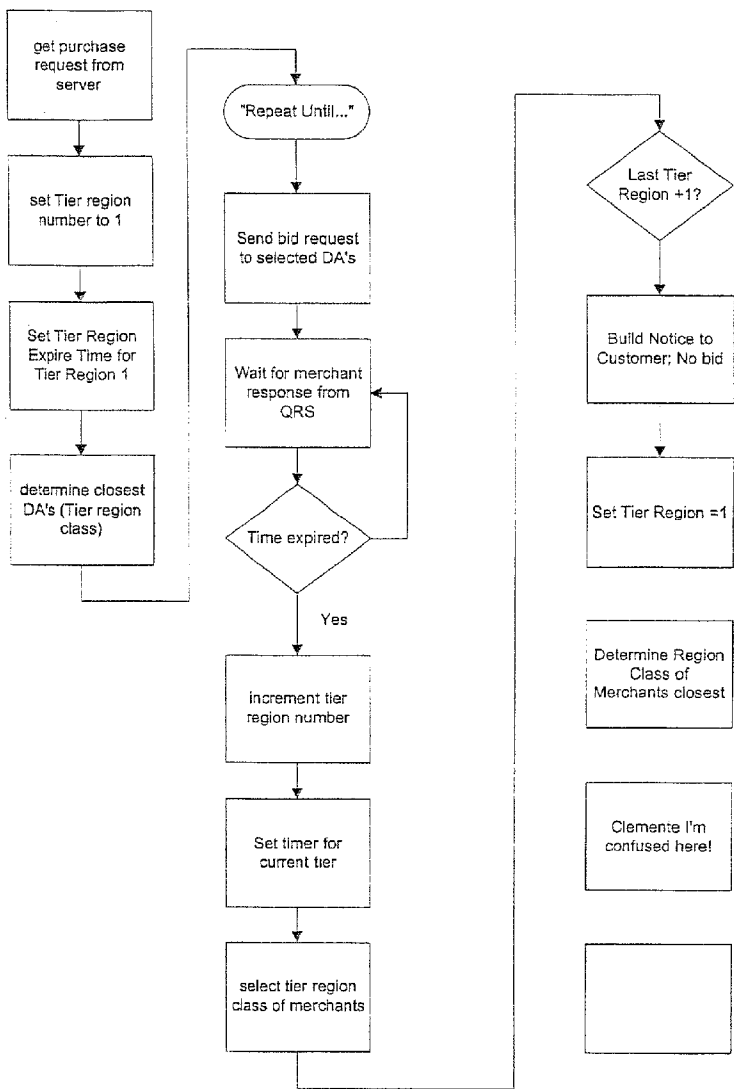 get purchase
request from
server
set Tier region
number to 1
Set Tier Region
Expire Time for
Tier Region 1
determine closest
DA's (Tier region
class)
"Repeat Until..."
Send bid request
to selected DA's
Wait for merchant
response from
QRS
Time expired?
Yes
increment tier
region number
Set timer for
current tier
select tier region
class of merchants
Last Tier
Region +1?
Build Notice to
Customer; No bid
Set Tier Region =1
Determine Region
Class of
Merchants closest
Clemente I'm
confused here!